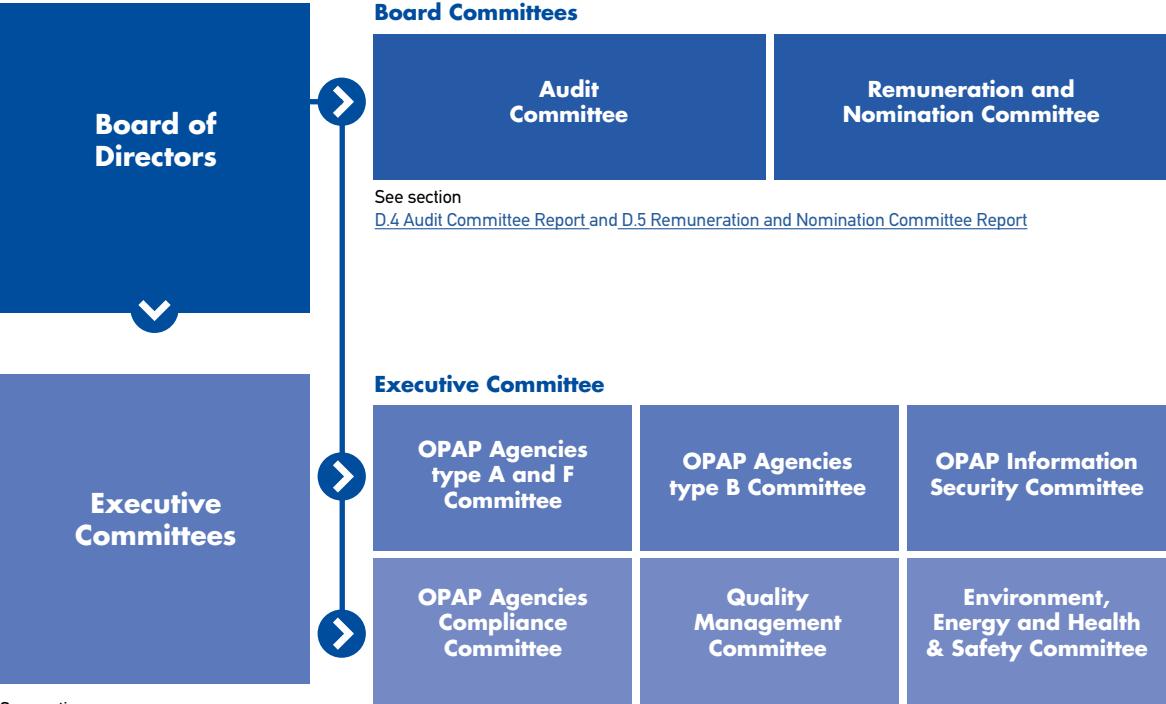 Board Committees
Board of
Directors
Audit
Committee
Remuneration and
Nomination Committee
See section
D.4 Audit Committee Report and D.5 Remuneration and Nomination Committee Report
Executive
Committees
Executive Committee
OPAP Agencies
type A and F
Committee
OPAP Agencies
type B Committee
OPAP Information
Security Committee
OPAP Agencies
Compliance
Committee
Quality
Management
Committee
Environment,
Energy and Health
& Safety Committee